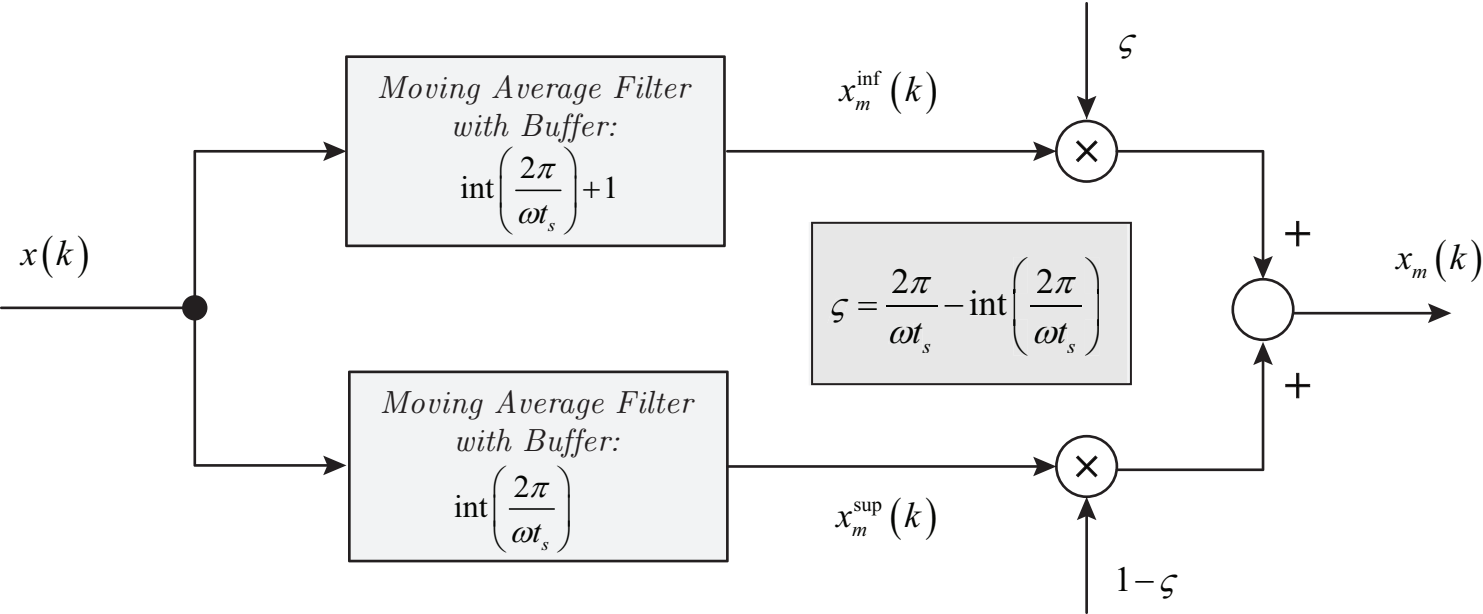 ς
Moving Average Filter
with Buffer:
int(2π/ωt_s)+1
x_m^inf(k)
×
+
x(k)
ς = 2π/ωt_s − int(2π/ωt_s)
x_m(k)
+
Moving Average Filter
with Buffer:
int(2π/ωt_s)
x_m^sup(k)
×
1−ς